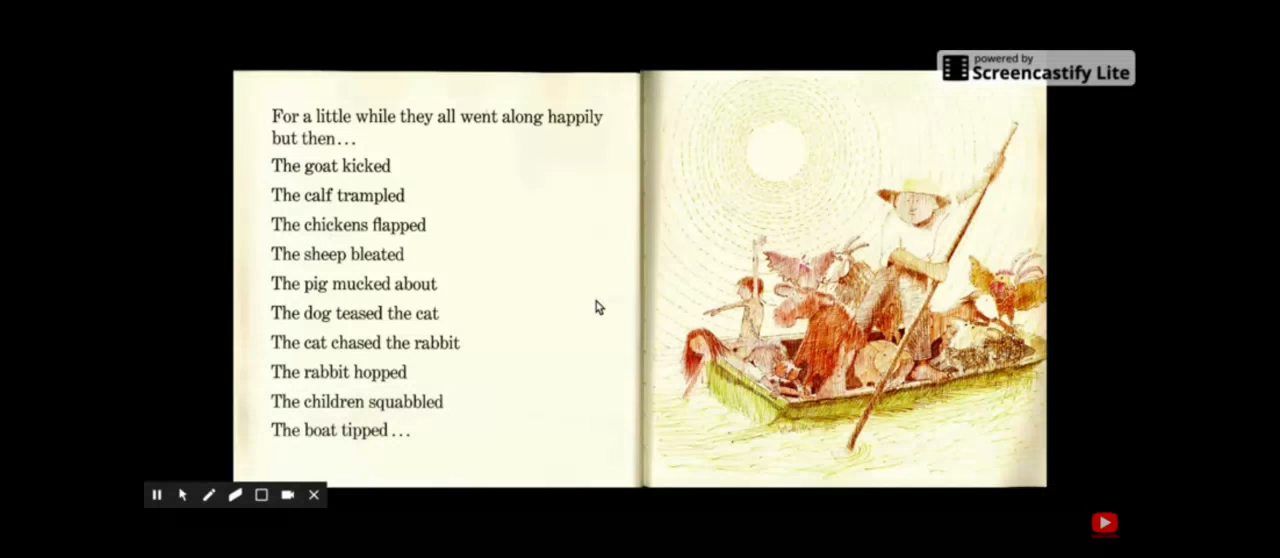 powered by
Screencastify Lite
For a little while they all went along happily
but then...
The goat kicked
The calf trampled
The chickens flapped
The sheep bleated
The pig mucked about
The dog teased the cat
The cat chased the rabbit
The rabbit hopped
The children squabbled
The boat tipped...